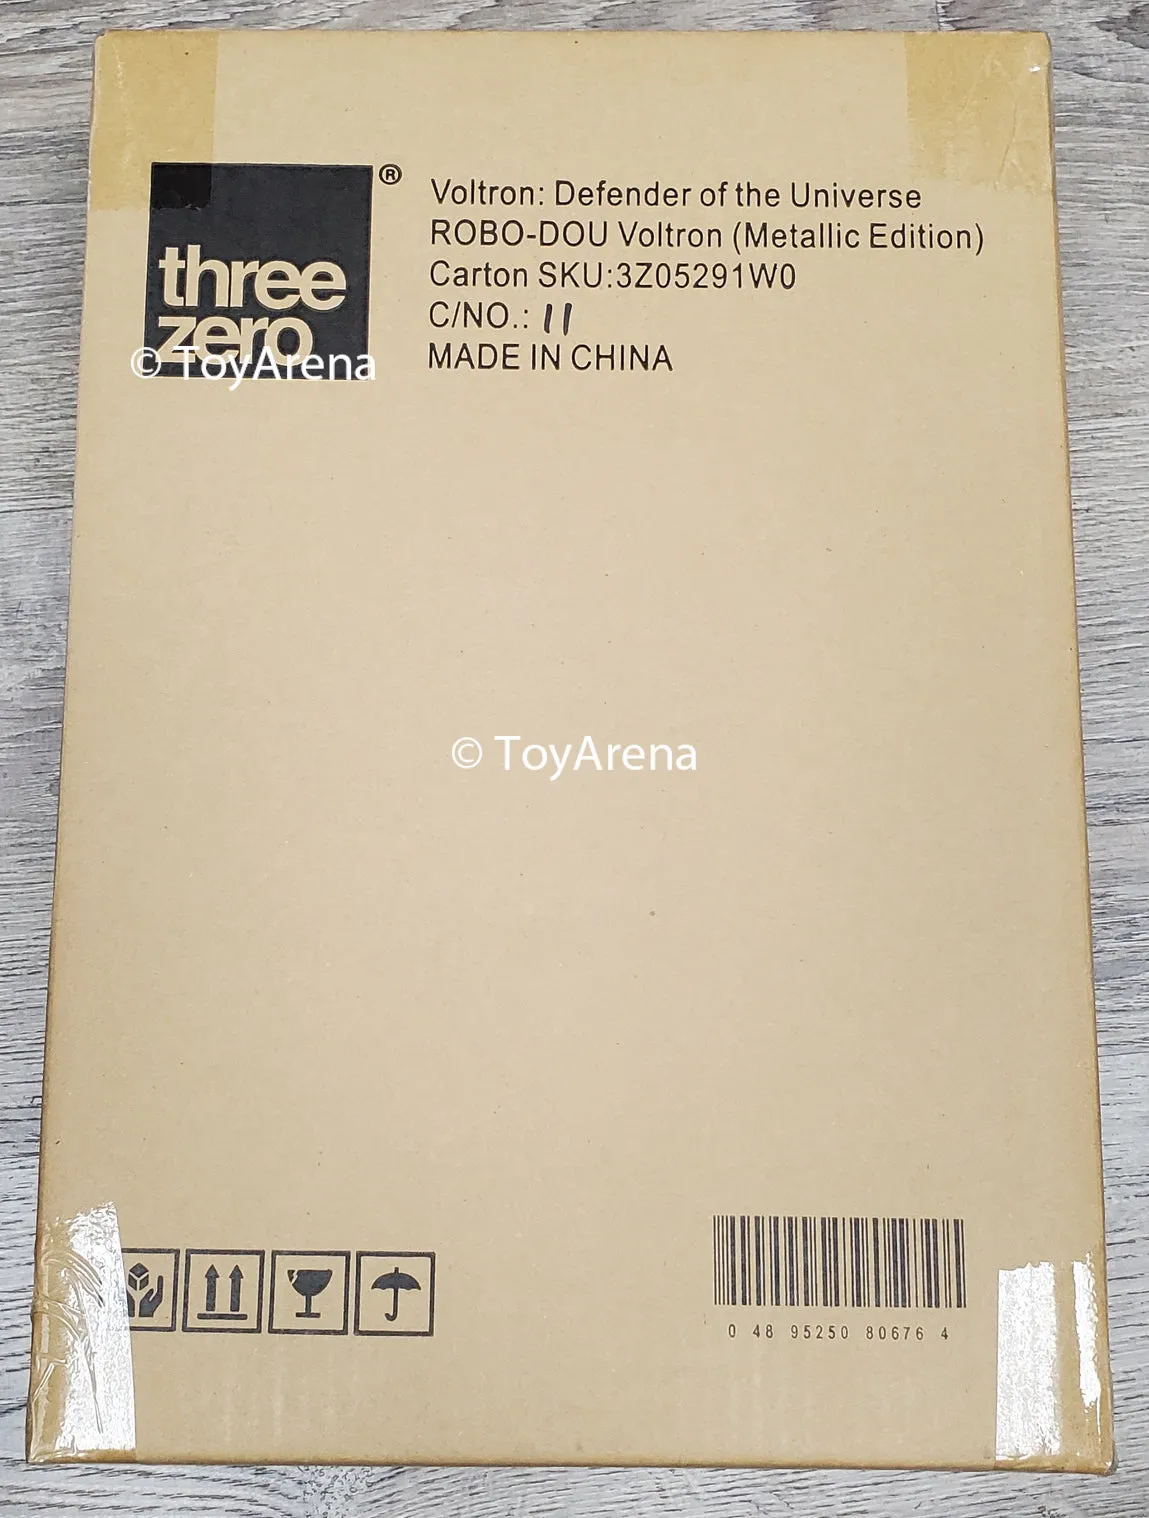 three
zero
®
Voltron: Defender of the Universe
ROBO-DOU Voltron (Metallic Edition)
Carton SKU:3Z05291W0
C/NO.: 11
MADE IN CHINA
© ToyArena
© ToyArena
0 48 95250 80676 4